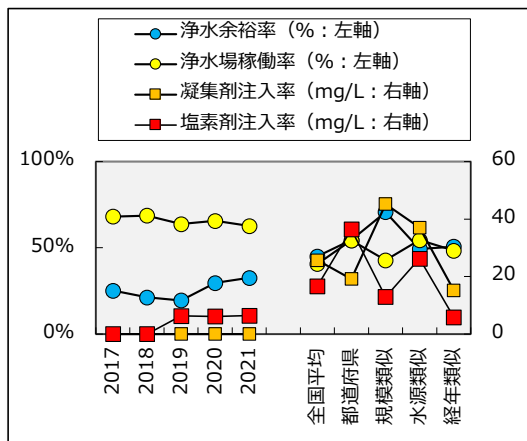 浄水余裕率（%：左軸）
浄水場稼働率（%：左軸）
凝集剤注入率（mg/L：右軸）
塩素剤注入率（mg/L：右軸）
100%
50%
0%
60
40
20
0
2017
2018
2019
2020
2021
全国平均
都道府県
規模類似
水源類似
経年類似